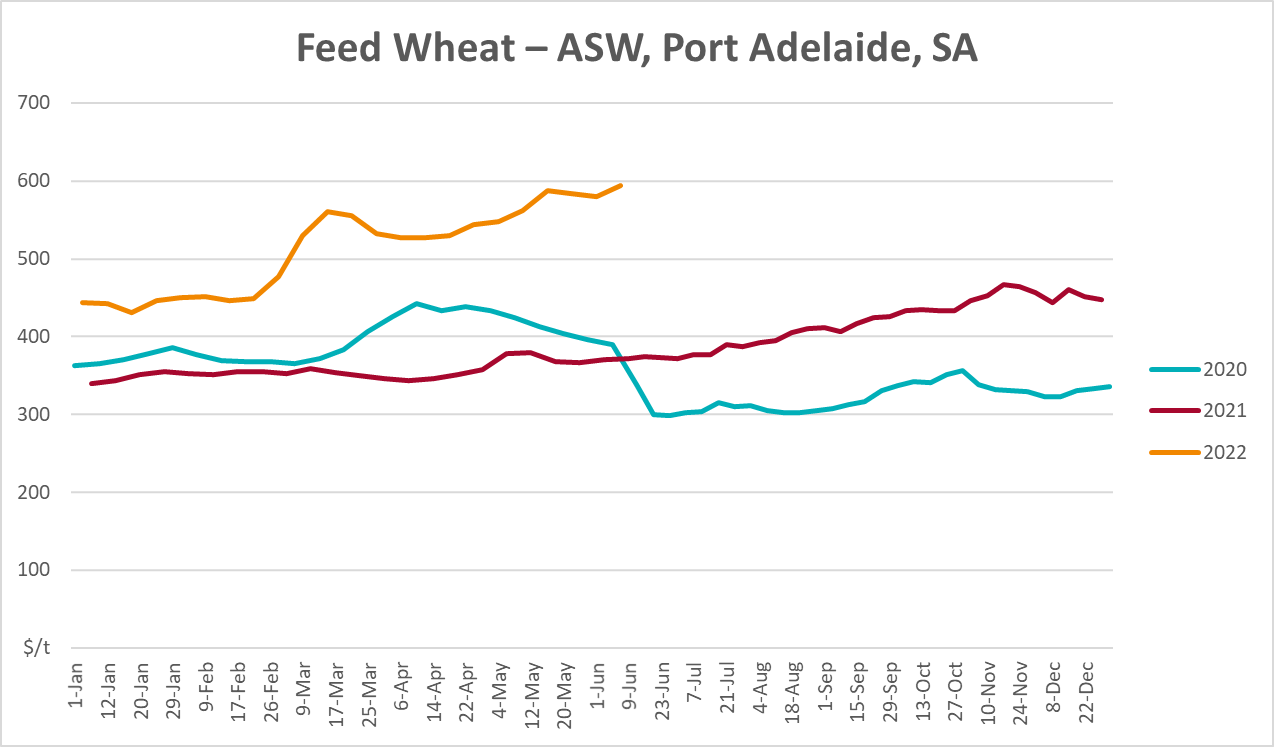 Feed Wheat – ASW, Port Adelaide, SA
700
600
500
400
300
200
100
$/t
1-Jan
12-Jan
20-Jan
29-Jan
9-Feb
17-Feb
26-Feb
9-Mar
17-Mar
25-Mar
6-Apr
14-Apr
22-Apr
4-May
12-May
20-May
1-Jun
9-Jun
23-Jun
7-Jul
21-Jul
4-Aug
18-Aug
1-Sep
15-Sep
29-Sep
13-Oct
27-Oct
10-Nov
24-Nov
8-Dec
22-Dec
2020
2021
2022